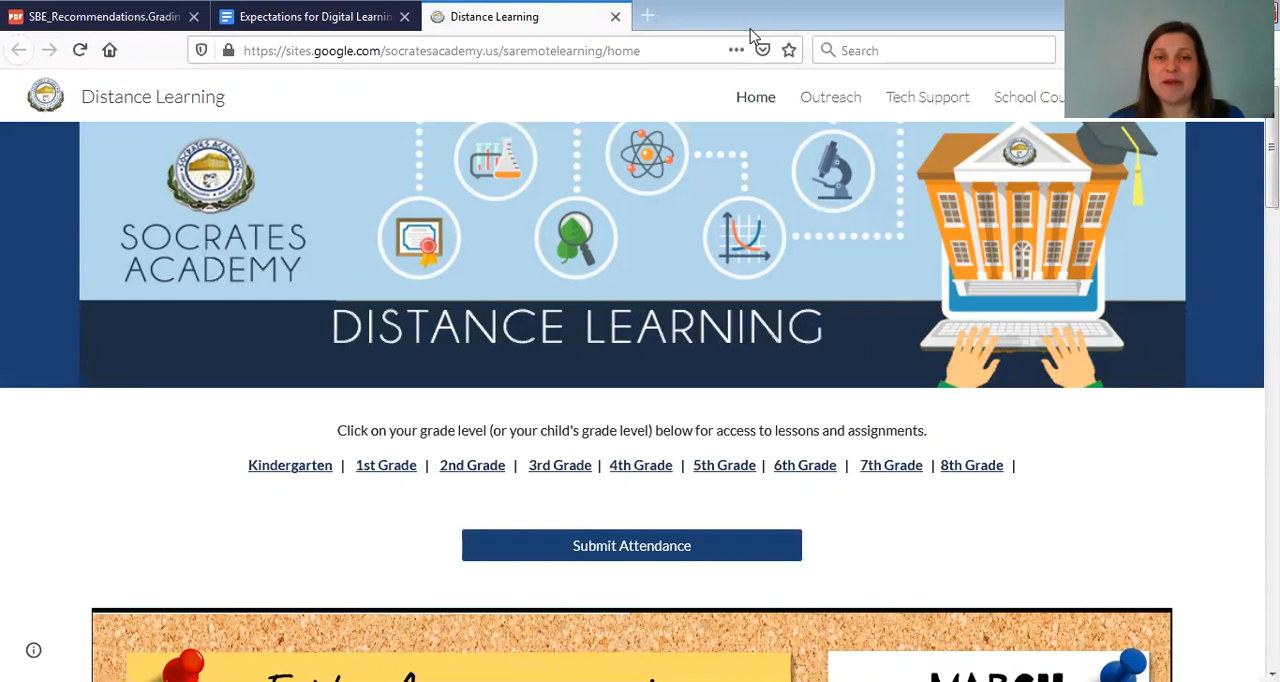 SBE_Recommendations.Gradin
Expectations for Digital Learnin
Distance Learning
https://sites.google.com/socratesacademy.us/saremotelearning/home
Search
Distance Learning
Home
Outreach
Tech Support
School Cou
SOCRATES ACADEMY
SOCRATES
ACADEMY
DISTANCE LEARNING
Click on your grade level (or your child's grade level) below for access to lessons and assignments.
Kindergarten | 1st Grade | 2nd Grade | 3rd Grade | 4th Grade | 5th Grade | 6th Grade | 7th Grade | 8th Grade |
Submit Attendance
MARCH